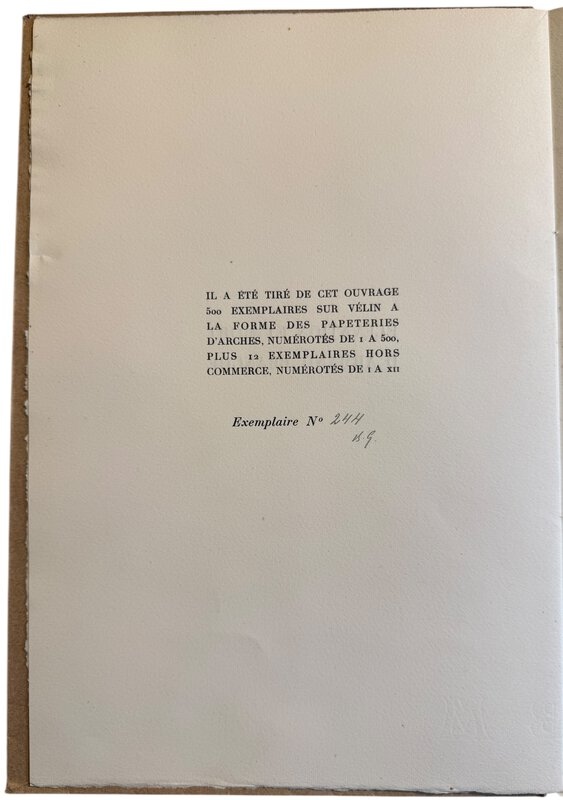 IL A ÉTÉ TIRÉ DE CET OUVRAGE
500 EXEMPLAIRES SUR VÉLIN A
LA FORME DES PAPETERIES
D'ARCHES, NUMÉROTÉS DE 1 A 500,
PLUS 12 EXEMPLAIRES HORS
COMMERCE, NUMÉROTÉS DE I A XII
Exemplaire Nº 244
B.G.